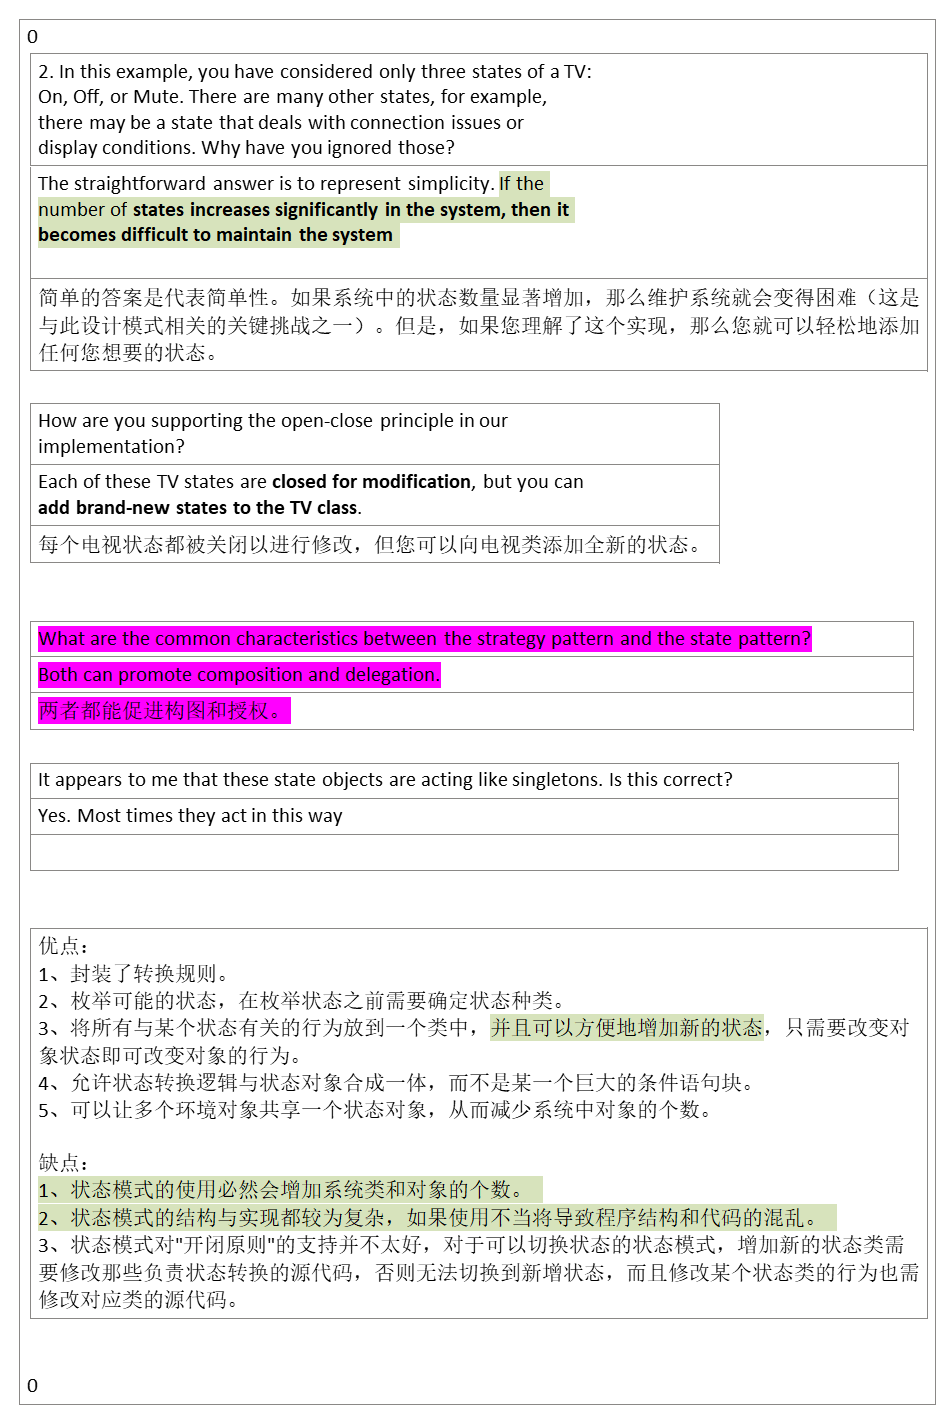 0
2. In this example, you have considered only three states of a TV:
On, Off, or Mute. There are many other states, for example,
there may be a state that deals with connection issues or
display conditions. Why have you ignored those?
The straightforward answer is to represent simplicity. If the
number of states increases significantly in the system, then it
becomes difficult to maintain the system
简单的答案是代表简单性。如果系统中的状态数量显著增加，那么维护系统就会变得困难（这是
与此设计模式相关的关键挑战之一）。但是，如果您理解了这个实现，那么您就可以轻松地添加
任何您想要的状态。
How are you supporting the open-close principle in our
implementation?
Each of these TV states are closed for modification, but you can
add brand-new states to the TV class.
每个电视状态都被关闭以进行修改，但您可以向电视类添加全新的状态。
What are the common characteristics between the strategy pattern and the state pattern?
Both can promote composition and delegation.
两者都能促进构图和授权。
It appears to me that these state objects are acting like singletons. Is this correct?
Yes. Most times they act in this way
优点：
1、封装了转换规则。
2、枚举可能的状态，在枚举状态之前需要确定状态种类。
3、将所有与某个状态有关的行为放到一个类中，并且可以方便地增加新的状态，只需要改变对
象状态即可改变对象的行为。
4、允许状态转换逻辑与状态对象合成一体，而不是某一个巨大的条件语句块。
5、可以让多个环境对象共享一个状态对象，从而减少系统中对象的个数。
缺点：
1、状态模式的使用必然会增加系统类和对象的个数。
2、状态模式的结构与实现都较为复杂，如果使用不当将导致程序结构和代码的混乱。
3、状态模式对"开闭原则"的支持并不太好，对于可以切换状态的状态模式，增加新的状态类需
要修改那些负责状态转换的源代码，否则无法切换到新增状态，而且修改某个状态类的行为也需
修改对应类的源代码。
0